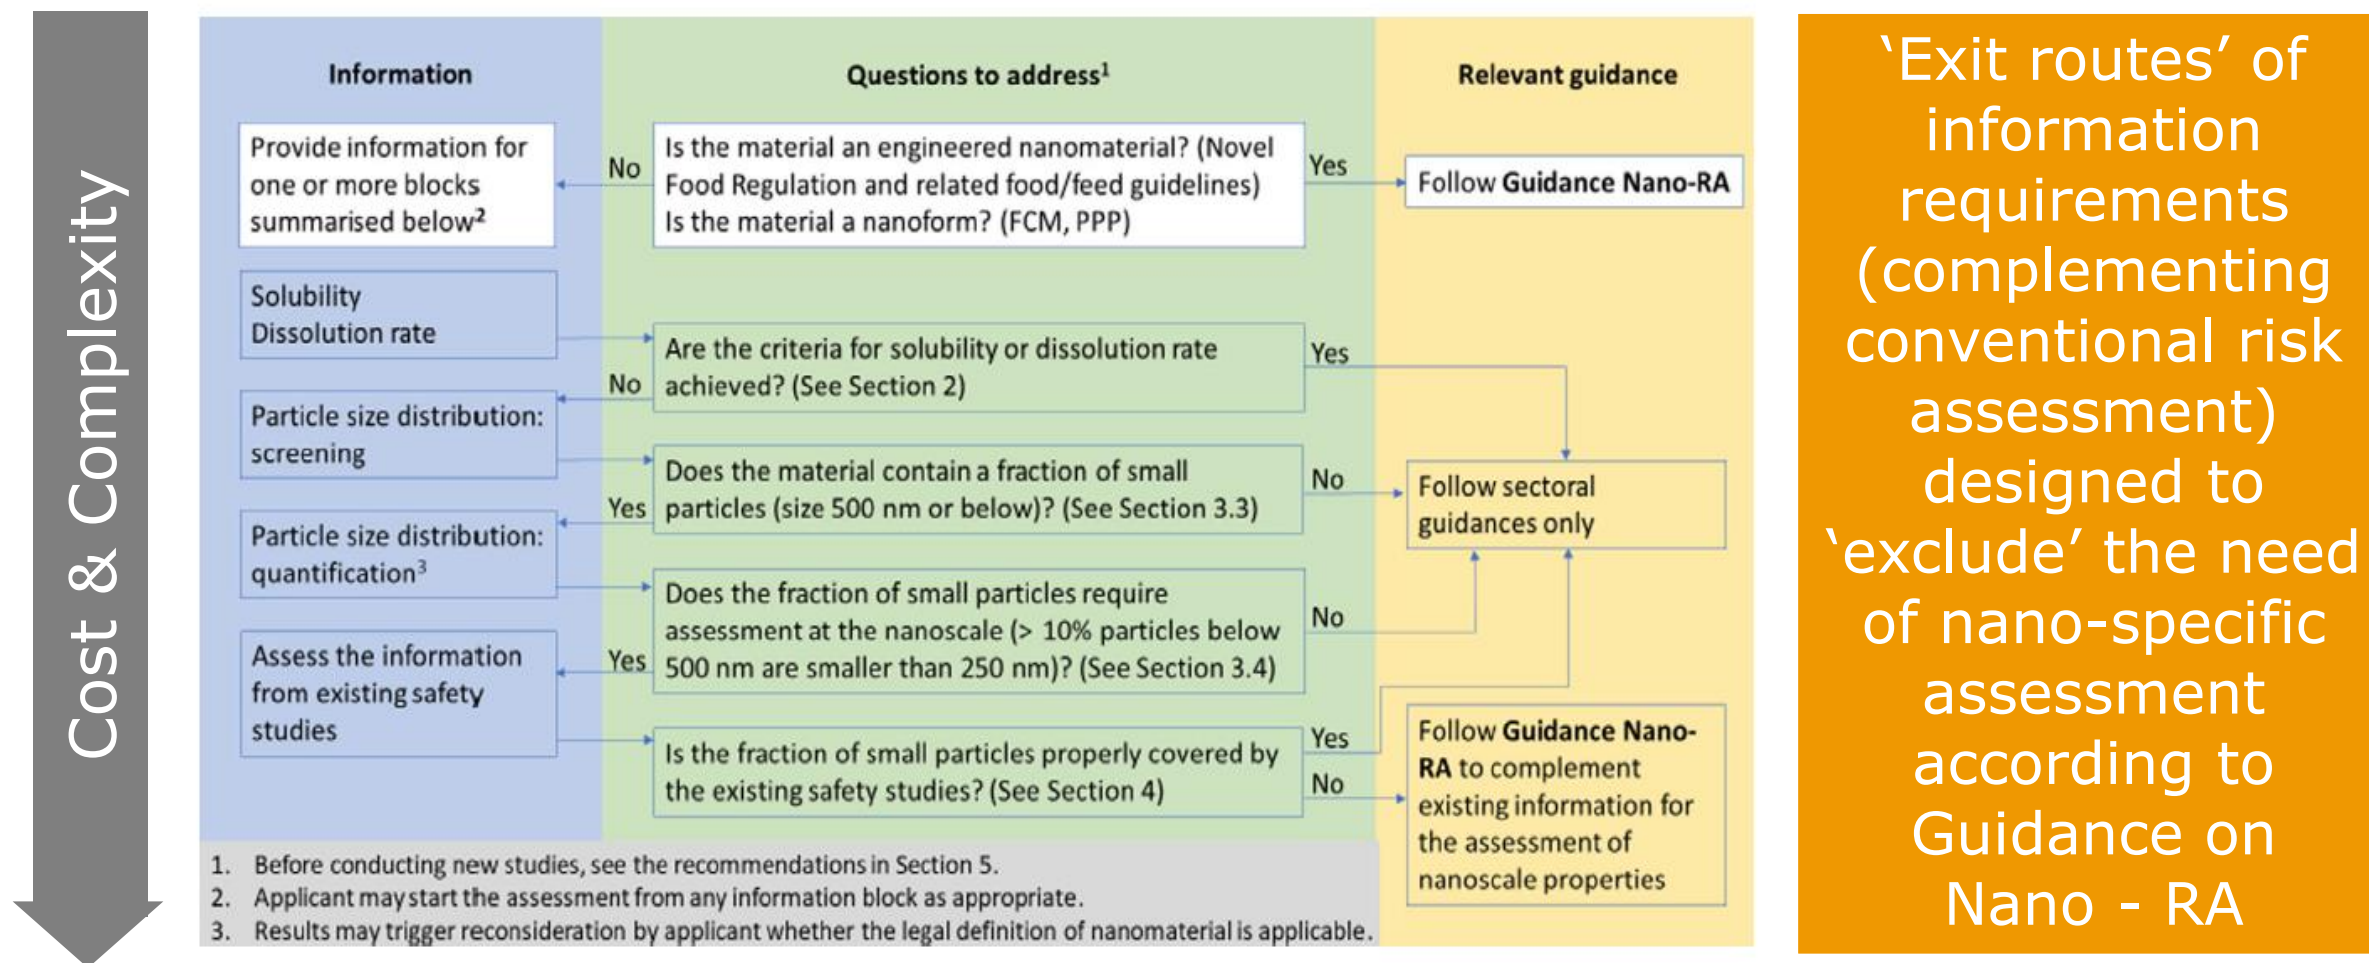 Cost & Complexity
Information
Questions to address¹
Relevant guidance
Provide information for
one or more blocks
summarised below²
No
Is the material an engineered nanomaterial? (Novel
Food Regulation and related food/feed guidelines)
Is the material a nanoform? (FCM, PPP)
Yes
Follow Guidance Nano-RA
Solubility
Dissolution rate
Are the criteria for solubility or dissolution rate
achieved? (See Section 2)
Yes
No
Particle size distribution:
screening
Does the material contain a fraction of small
particles (size 500 nm or below)? (See Section 3.3)
No
Yes
Follow sectoral
guidances only
Particle size distribution:
quantification³
Does the fraction of small particles require
assessment at the nanoscale (> 10% particles below
500 nm are smaller than 250 nm)? (See Section 3.4)
No
Yes
Assess the information
from existing safety
studies
Is the fraction of small particles properly covered by
the existing safety studies? (See Section 4)
Yes
No
Follow Guidance Nano-
RA to complement
existing information for
the assessment of
nanoscale properties
1. Before conducting new studies, see the recommendations in Section 5.
2. Applicant may start the assessment from any information block as appropriate.
3. Results may trigger reconsideration by applicant whether the legal definition of nanomaterial is applicable.
‘Exit routes’ of
information
requirements
(complementing
conventional risk
assessment)
designed to
‘exclude’ the need
of nano-specific
assessment
according to
Guidance on
Nano - RA